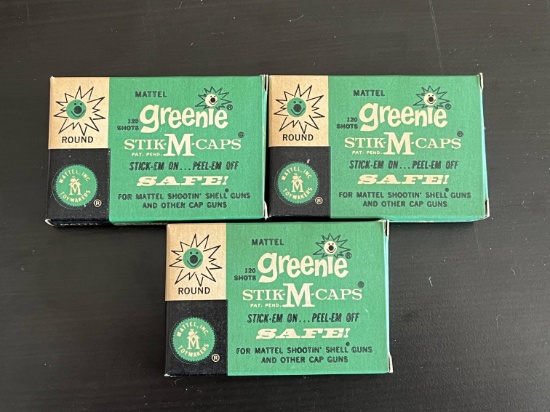 MATTEL
greenie®
120 SHOTS
STIK-M-CAPS
PAT. PEND.
STICK-EM ON...PEEL-EM OFF
SAFE!
FOR MATTEL SHOOTIN' SHELL GUNS
AND OTHER CAP GUNS
ROUND
MATTEL, INC. TOYMAKERS
M
®
MATTEL
greenie®
120 SHOTS
STIK-M-CAPS
PAT. PEND.
STICK-EM ON...PEEL-EM OFF
SAFE!
FOR MATTEL SHOOTIN' SHELL GUNS
AND OTHER CAP GUNS
ROUND
MATTEL, INC. TOYMAKERS
M
®
MATTEL
greenie®
120 SHOTS
STIK-M-CAPS
PAT. PEND.
STICK-EM ON...PEEL-EM OFF
SAFE!
FOR MATTEL SHOOTIN' SHELL GUNS
AND OTHER CAP GUNS
ROUND
MATTEL, INC. TOYMAKERS
M
®